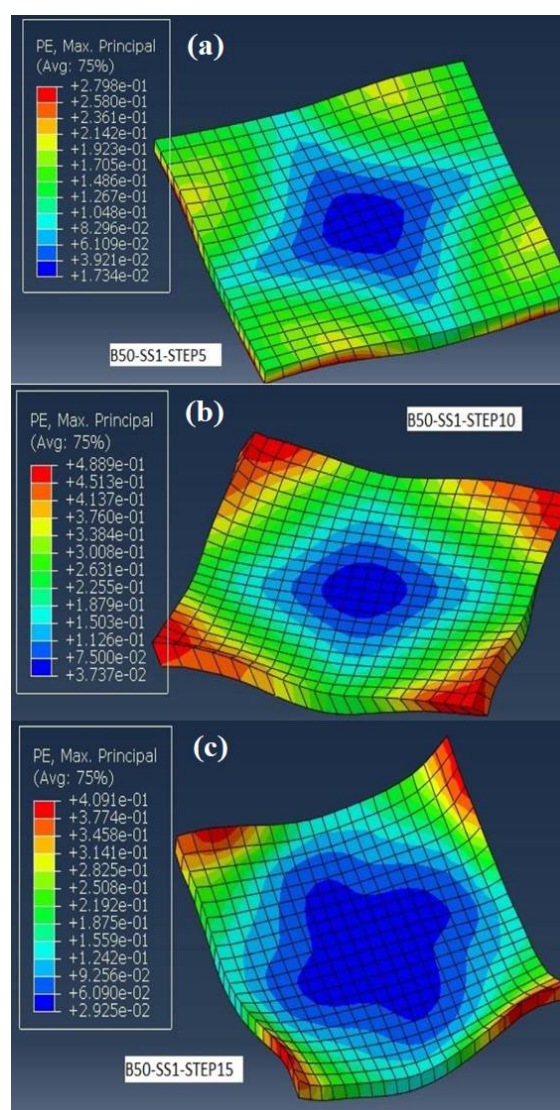 (a)
PE, Max. Principal
(Avg: 75%)
+2.798e-01
+2.580e-01
+2.361e-01
+2.142e-01
+1.923e-01
+1.705e-01
+1.486e-01
+1.267e-01
+1.048e-01
+8.296e-02
+6.109e-02
+3.921e-02
+1.734e-02
B50-SS1-STEP5
(b)
B50-SS1-STEP10
PE, Max. Principal
(Avg: 75%)
+4.889e-01
+4.513e-01
+4.137e-01
+3.760e-01
+3.384e-01
+3.008e-01
+2.631e-01
+2.255e-01
+1.879e-01
+1.503e-01
+1.126e-01
+7.500e-02
+3.737e-02
(c)
PE, Max. Principal
(Avg: 75%)
+4.091e-01
+3.774e-01
+3.458e-01
+3.141e-01
+2.825e-01
+2.508e-01
+2.192e-01
+1.875e-01
+1.559e-01
+1.242e-01
+9.256e-02
+6.090e-02
+2.925e-02
B50-SS1-STEP15